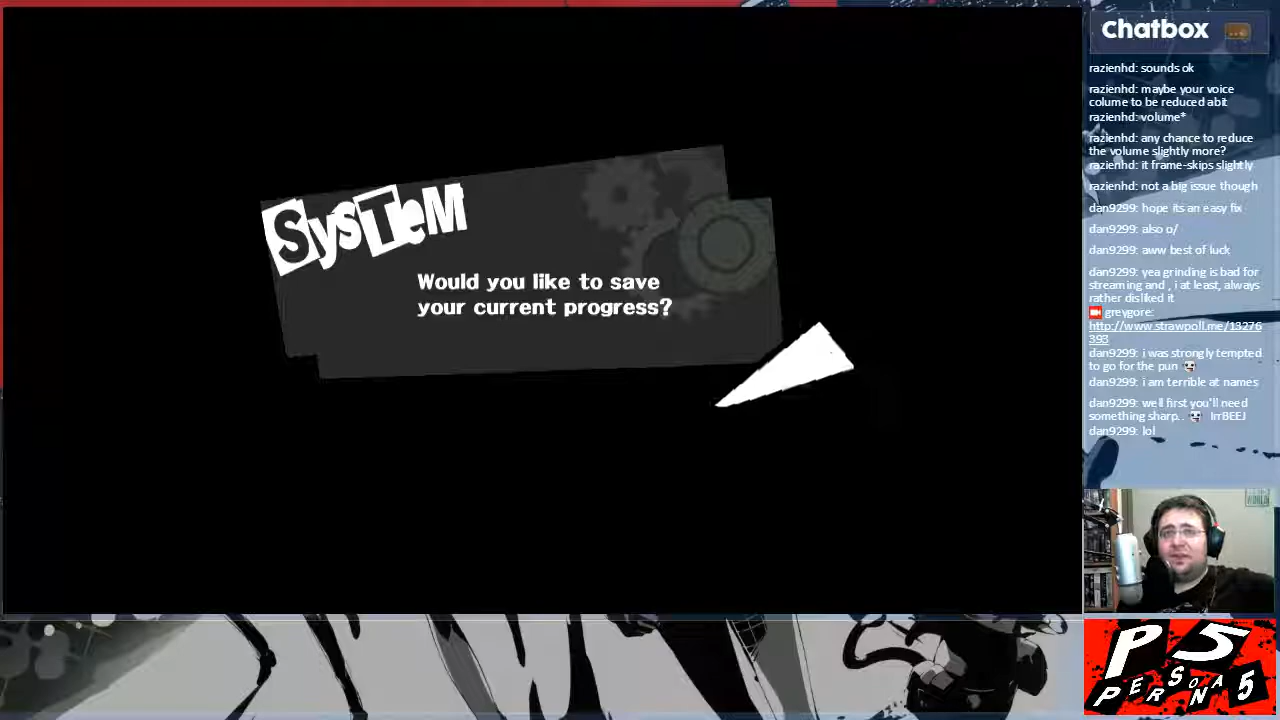 SysTeM
Would you like to save
your current progress?
Chatbox
razienhd: sounds ok
razienhd: maybe your voice
colume to be reduced abit
razienhd: volume*
razienhd: any chance to reduce
the volume slightly more?
razienhd: it frame-skips slightly
razienhd: not a big issue though
dan9299: hope its an easy fix
dan9299: also o/
dan9299: aww best of luck
dan9299: yea grinding is bad for
streaming and , i at least, always
rather disliked it
greygore:
http://www.strawpoll.me/13276
393
dan9299: i was strongly tempted
to go for the pun
dan9299: i am terrible at names
dan9299: well first you'll need
something sharp.. IrrBEEJ
dan9299: lol
P5
PERSONA 5